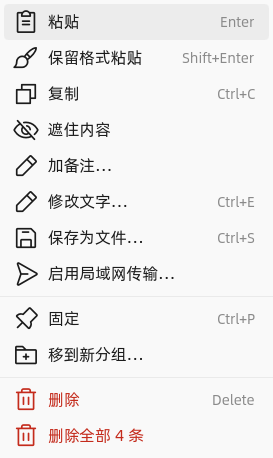 粘贴 Enter
保留格式粘贴 Shift+Enter
复制 Ctrl+C
遮住内容
加备注…
修改文字… Ctrl+E
保存为文件… Ctrl+S
启用局域网传输…
固定 Ctrl+P
移到新分组…
删除 Delete
删除全部 4 条